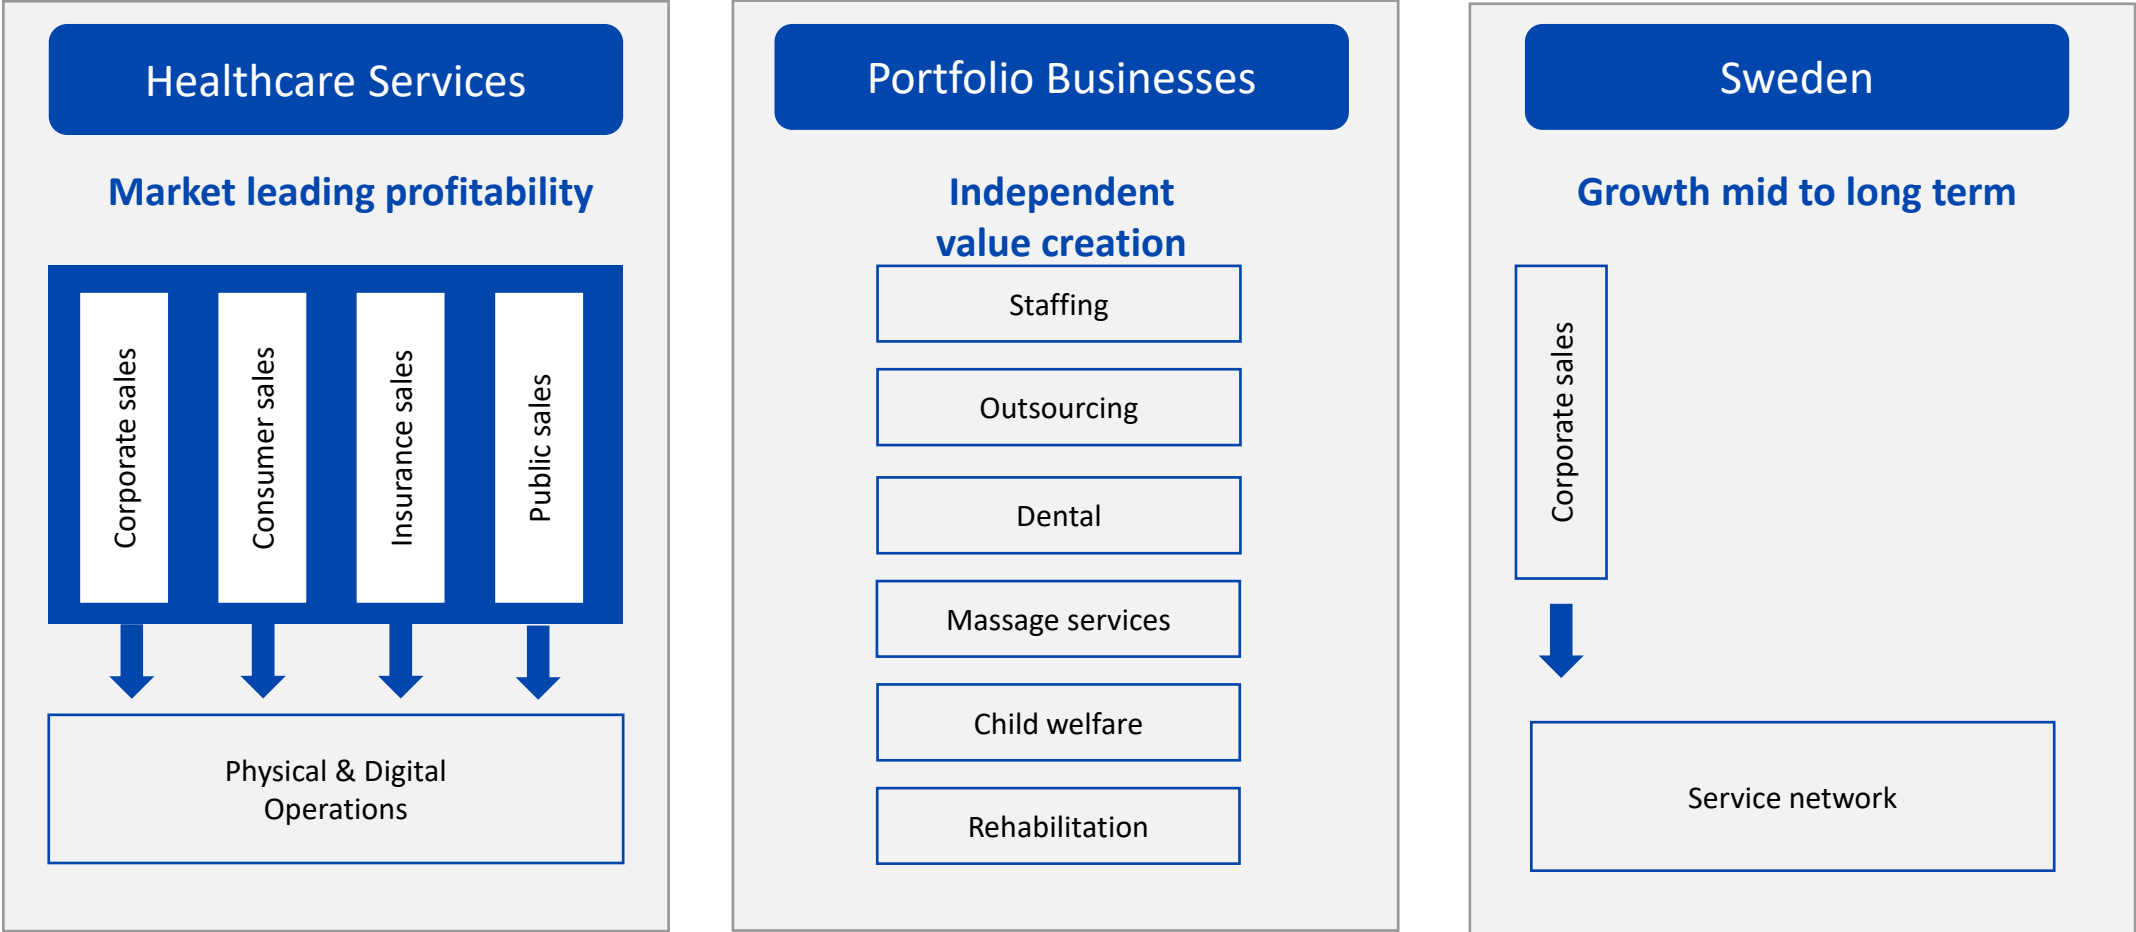 Healthcare Services
Market leading profitability
Corporate sales
Consumer sales
Insurance sales
Public sales
Physical & Digital
Operations
Portfolio Businesses
Independent
value creation
Staffing
Outsourcing
Dental
Massage services
Child welfare
Rehabilitation
Sweden
Growth mid to long term
Corporate sales
Service network